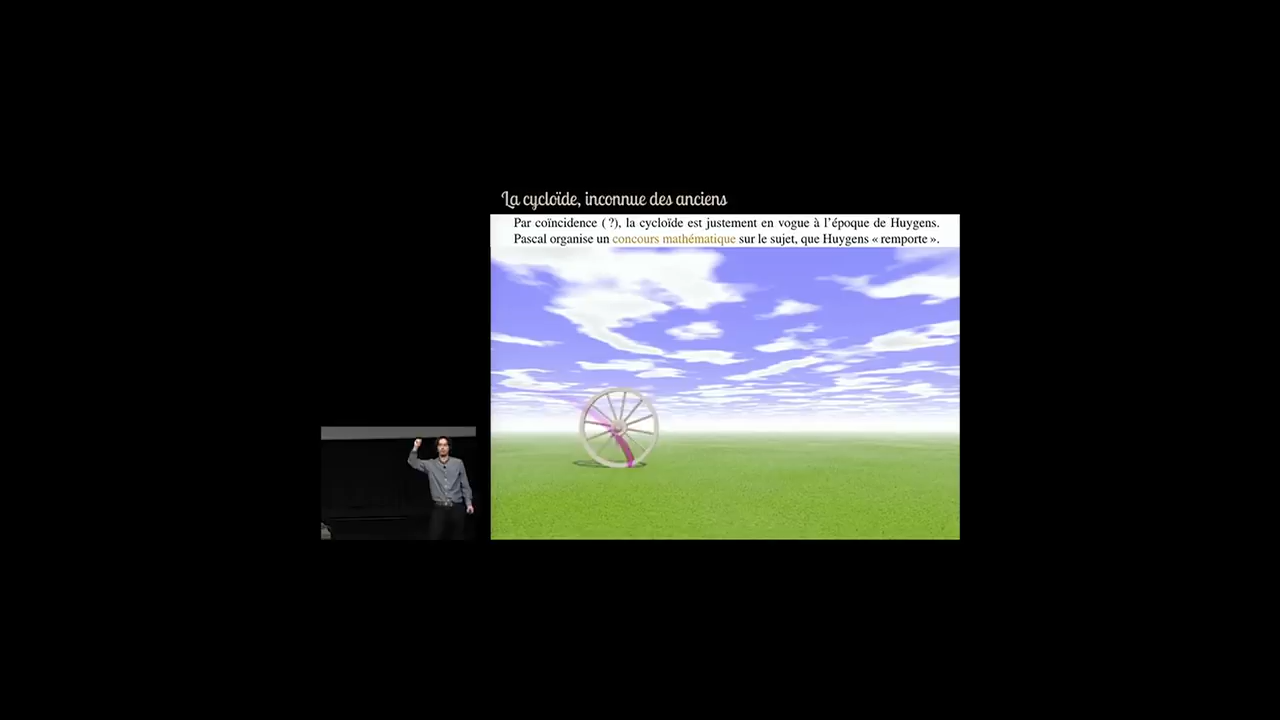 La cycloïde, inconnue des anciens
Par coïncidence (?), la cycloïde est justement en vogue à l'époque de Huygens.
Pascal organise un concours mathématique sur le sujet, que Huygens « remporte ».